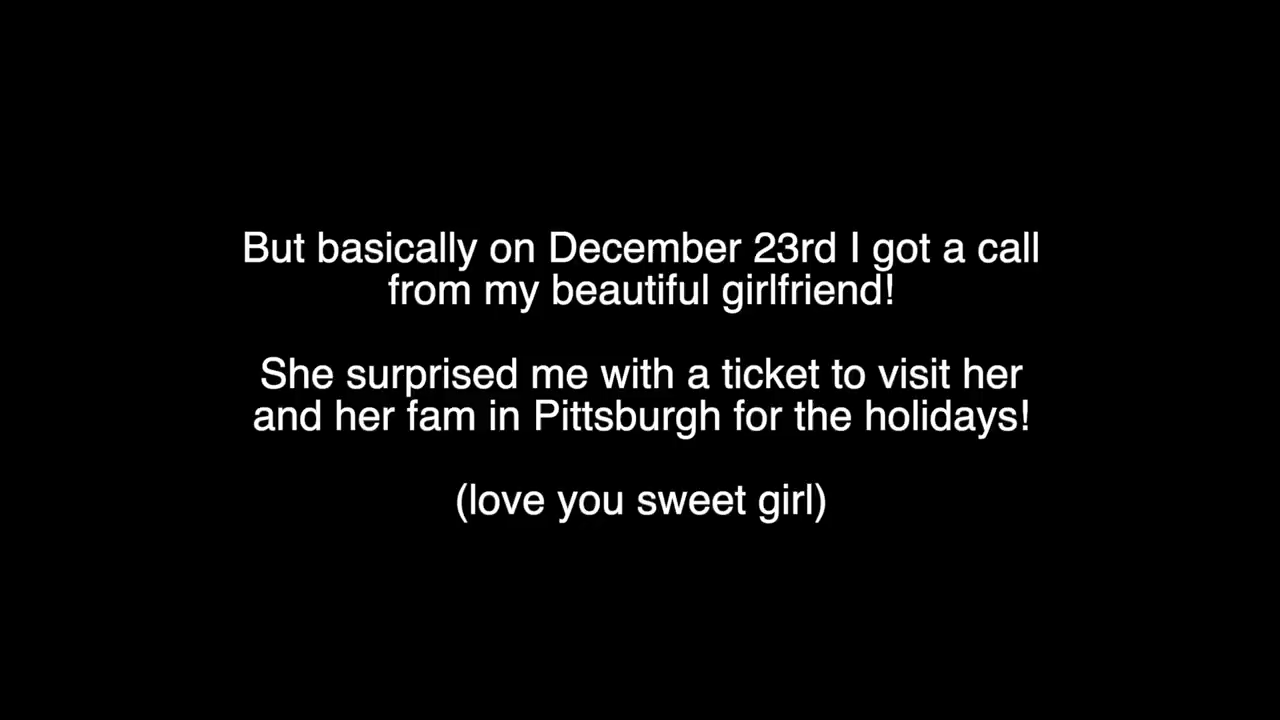 But basically on December 23rd I got a call
from my beautiful girlfriend!
She surprised me with a ticket to visit her
and her fam in Pittsburgh for the holidays!
(love you sweet girl)